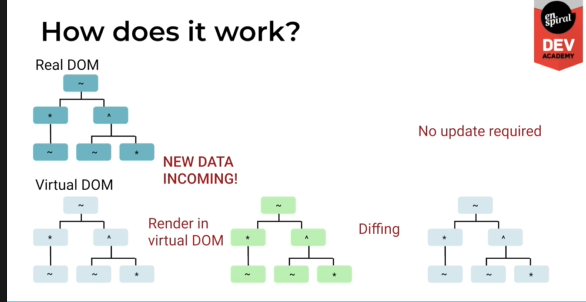 How does it work?
en
spiral
DEV
ACADEMY
Real DOM
~
*
^
~
~
*
No update required
NEW DATA
INCOMING!
Virtual DOM
~
*
^
~
~
*
Render in
virtual DOM
~
*
^
~
~
*
Diffing
~
*
^
~
~
*